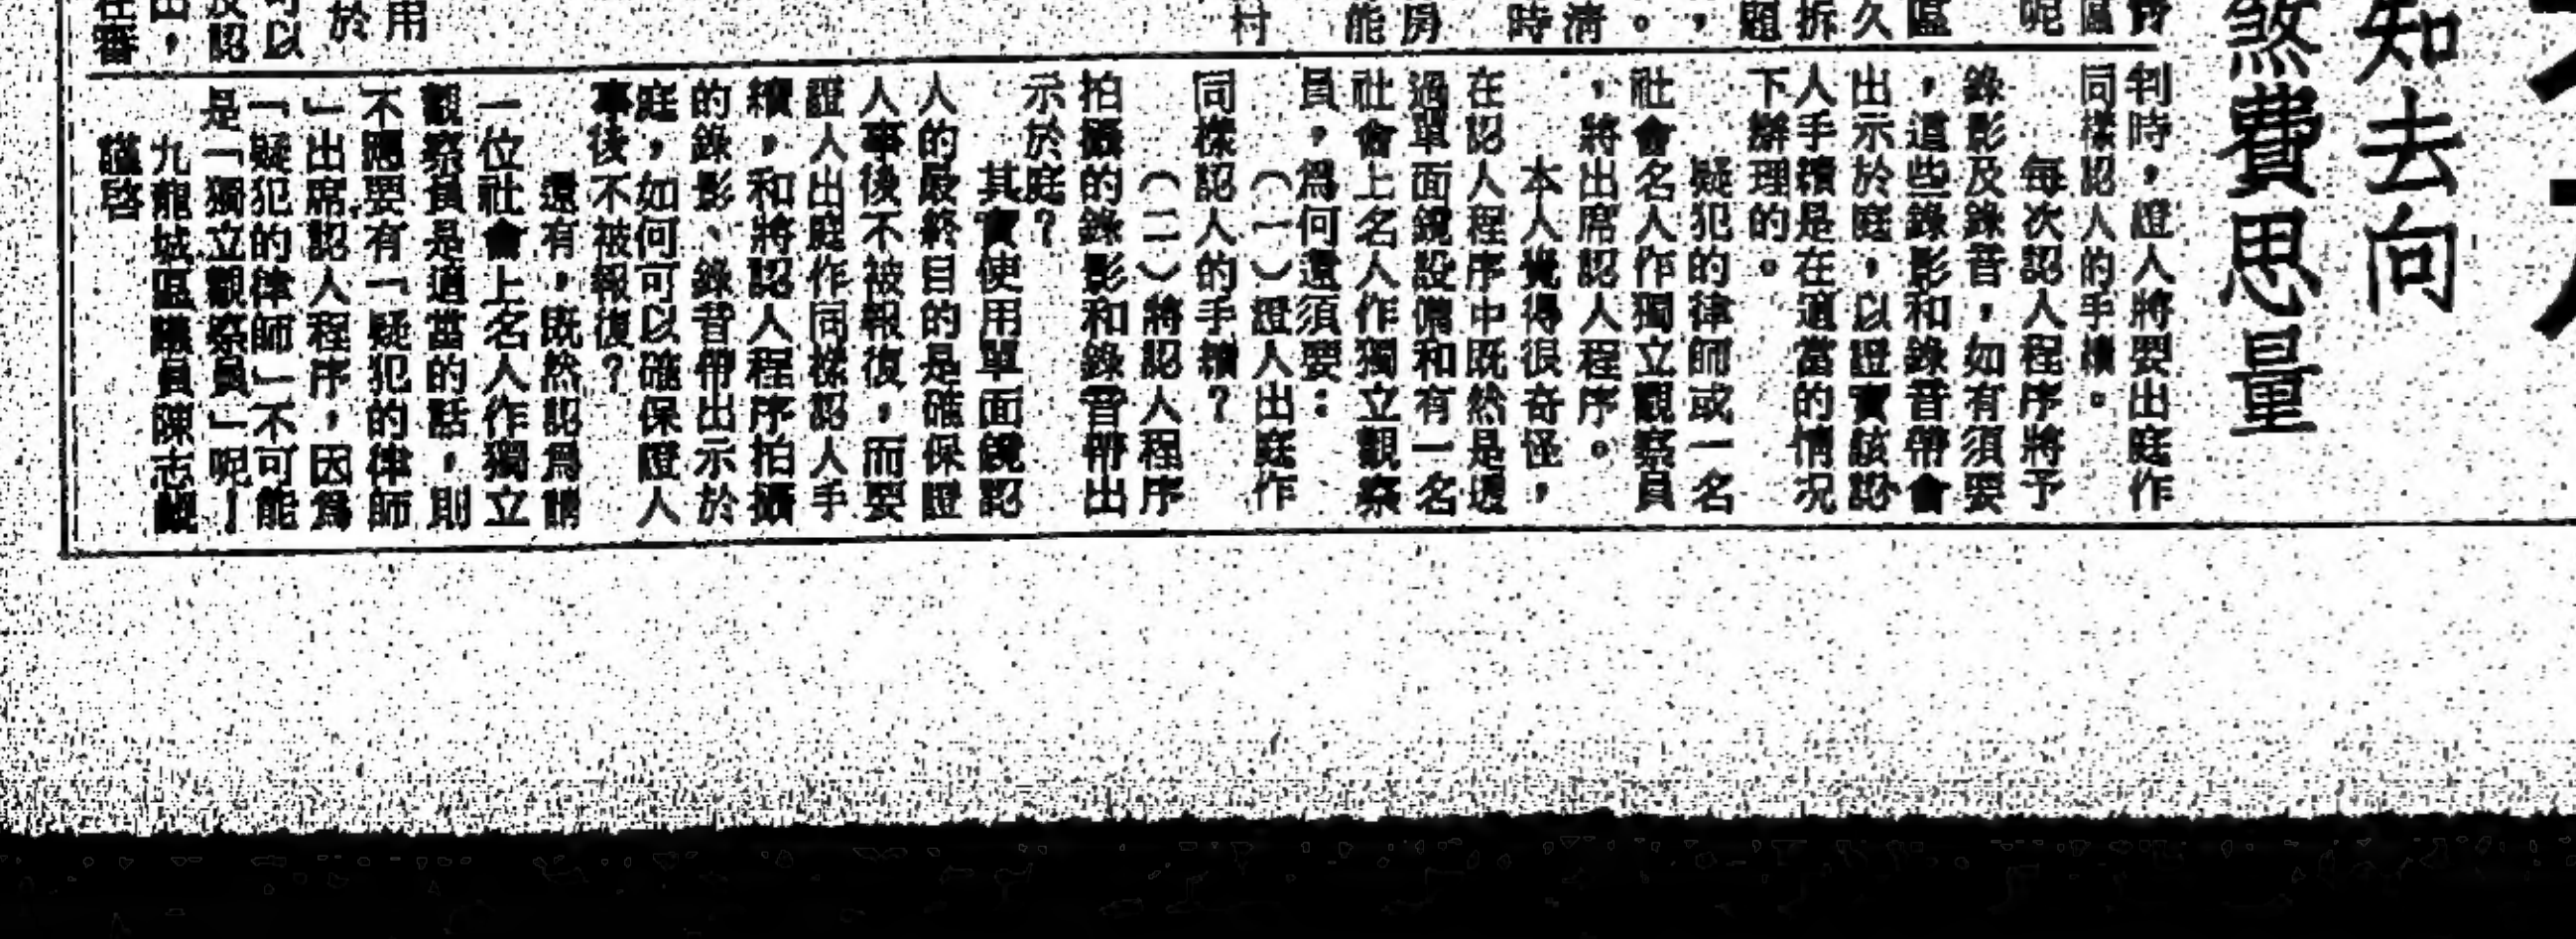 知去向
煞費思量
判時，證人將要出庭作
同樣認人的手續。
每次認人程序將予
錄影及錄音，如有須要
，這些錄影和錄音帶會
出示於庭，以證實該認
人手續是在適當的情況
下辦理的。
疑犯的律師或一名
社會名人作獨立觀察員
，將出席認人程序。
本人覺得很奇怪，
在認人程序中既然是透
過單面鏡設備和有一名
社會上名人作獨立觀察
員，爲何還須要：
（一）證人出庭作
同樣認人的手續？
（二）將認人程序
拍攝的錄影和錄音帶出
示於庭？
其實使用單面鏡認
人的最終目的是確保證
人事後不被報復，而要
證人出庭作同樣認人手
續，和將認人程序拍攝
的錄影、錄音帶出示於
庭，如何可以確保證人
事後不被報復？
還有，既然認爲請
一位社會上名人作獨立
觀察員是適當的話，則
不應要有「疑犯的律師
」出席認人程序，因爲
「疑犯的律師」不可能
是「獨立觀察員」呢！
九龍城區議員陳志
謹啓